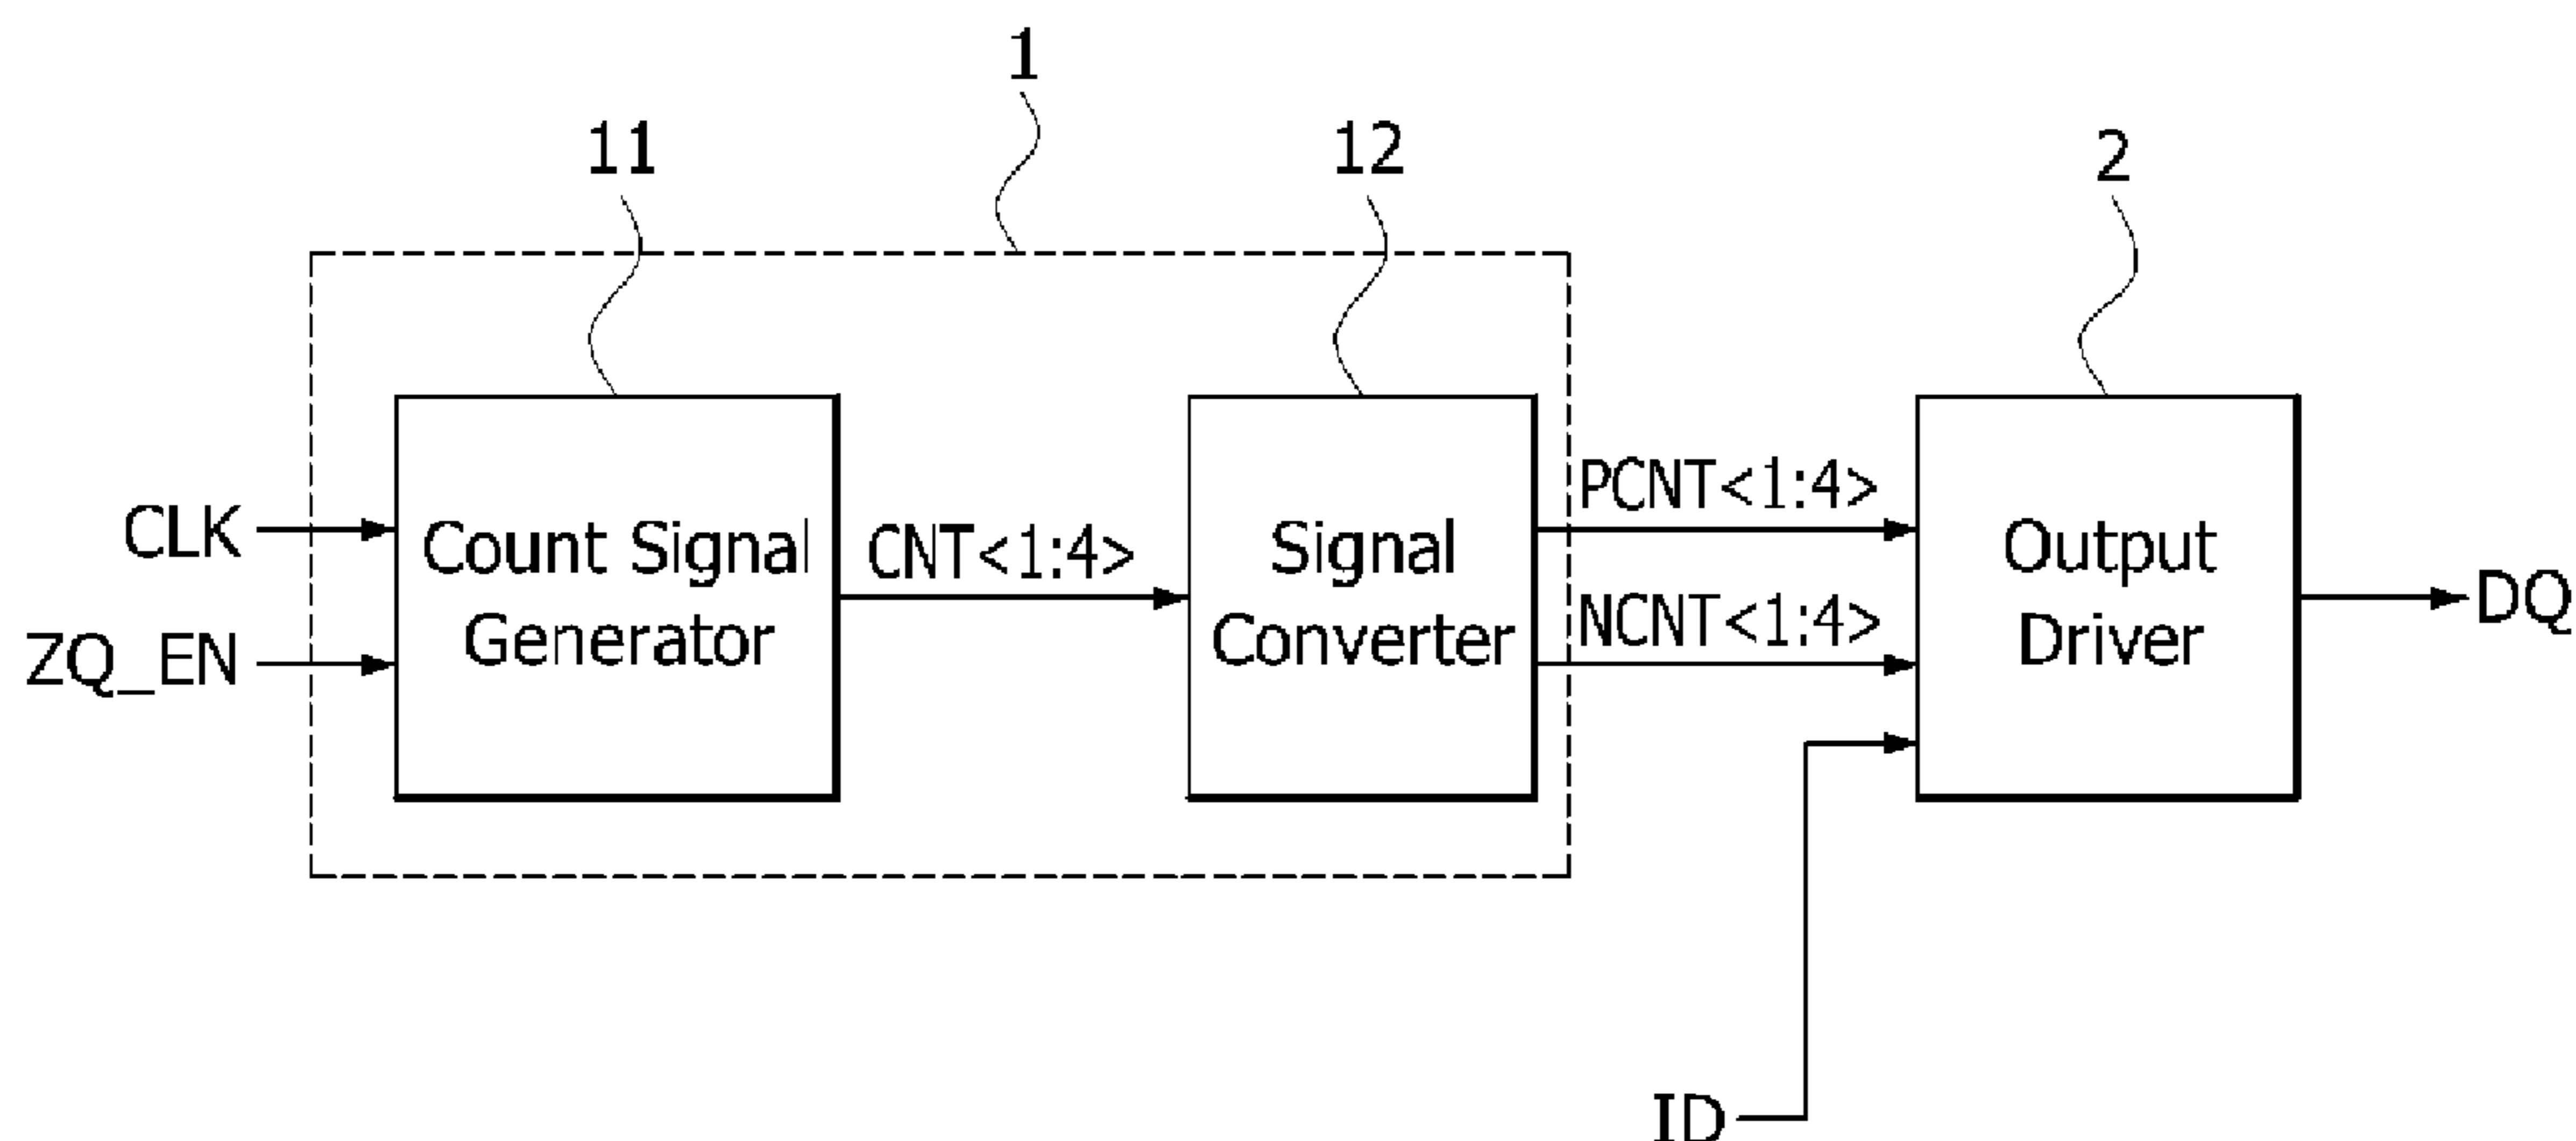 1
11
12
2
CLK
ZQ_EN
Count Signal
Generator
CNT<1:4>
Signal
Converter
PCNT<1:4>
NCNT<1:4>
Output
Driver
DQ
ID